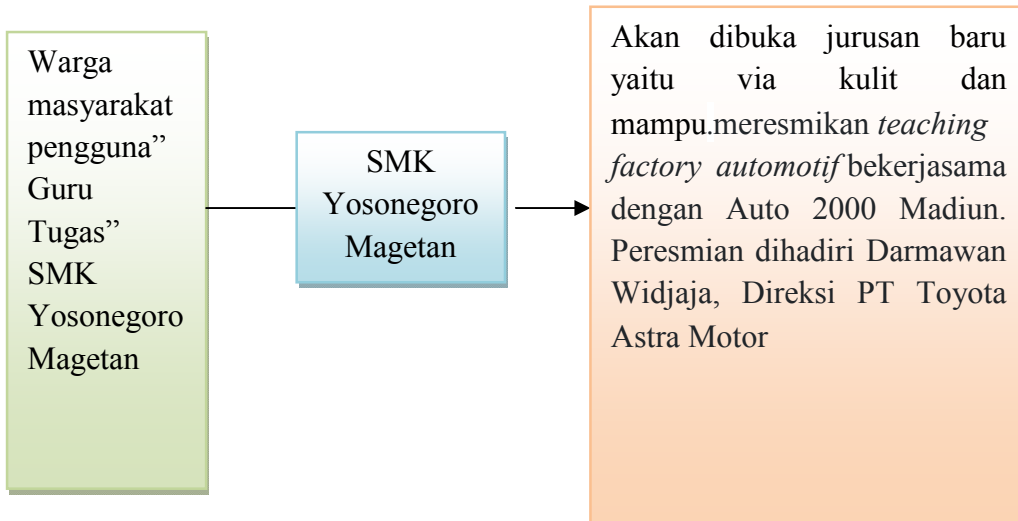 Warga
masyarakat
pengguna”
Guru
Tugas”
SMK
Yosonegoro
Magetan
SMK
Yosonegoro
Magetan
Akan dibuka jurusan baru
yaitu via kulit dan
mampu.meresmikan teaching
factory automotif bekerjasama
dengan Auto 2000 Madiun.
Peresmian dihadiri Darmawan
Widjaja, Direksi PT Toyota
Astra Motor